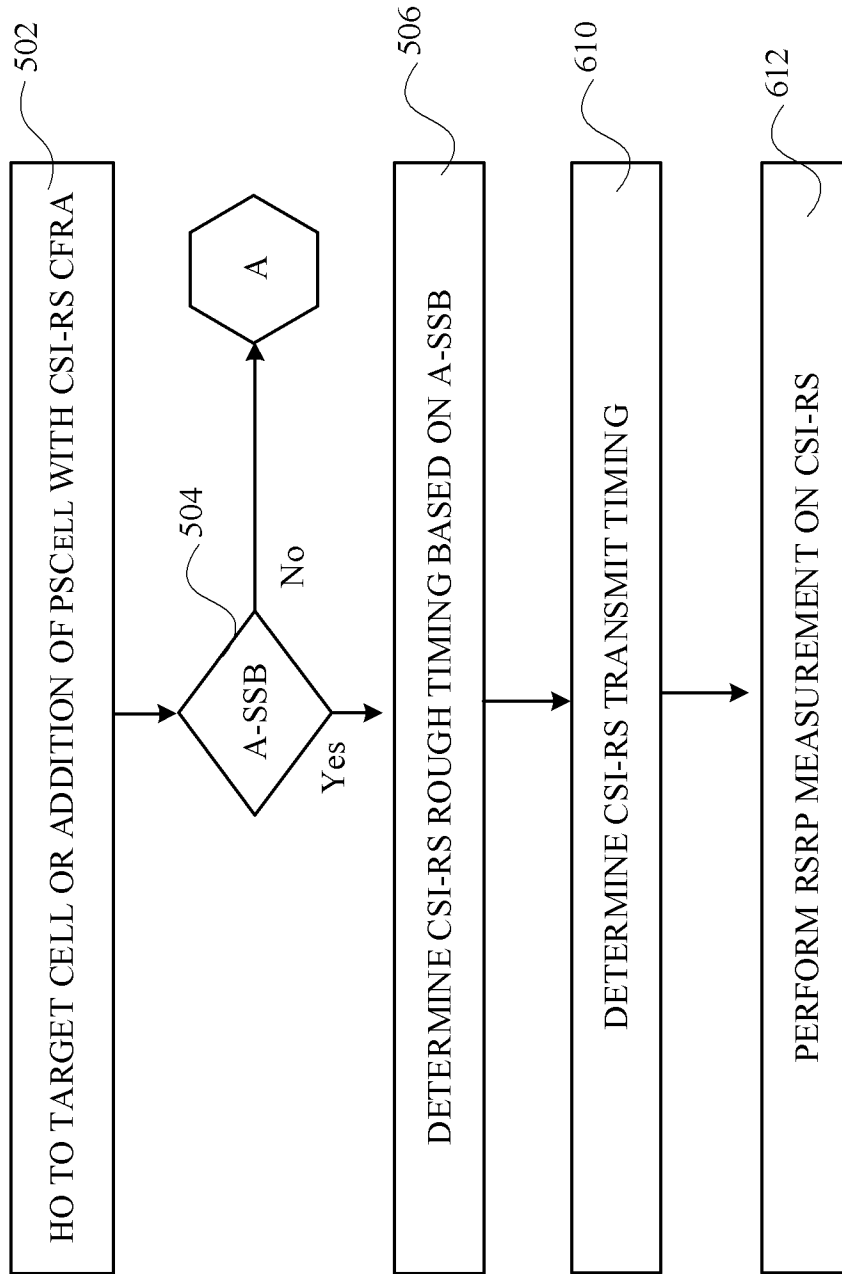 HO TO TARGET CELL OR ADDITION OF PSCELL WITH CSI-RS CFRA
502
A-SSB
504
No
A
Yes
DETERMINE CSI-RS ROUGH TIMING BASED ON A-SSB
506
DETERMINE CSI-RS TRANSMIT TIMING
610
PERFORM RSRP MEASUREMENT ON CSI-RS
612